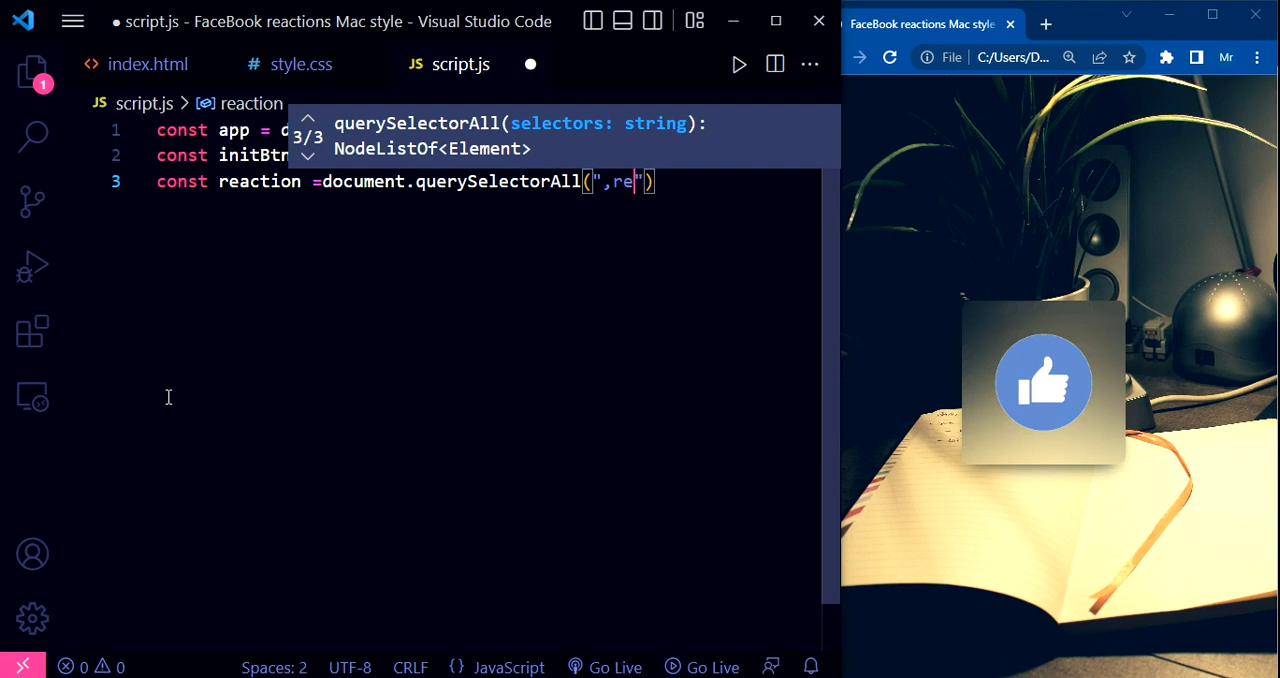 ● script.js - FaceBook reactions Mac style - Visual Studio Code
<> index.html # style.css JS script.js ●
1
JS script.js > reaction
3/3 querySelectorAll(selectors: string):
NodeListOf<Element>
1 const app = d
2 const initBtn
3 const reaction =document.querySelectorAll(",re")
0 0 Spaces: 2 UTF-8 CRLF {} JavaScript Go Live Go Live
FaceBook reactions Mac style
File C:/Users/D... Mr